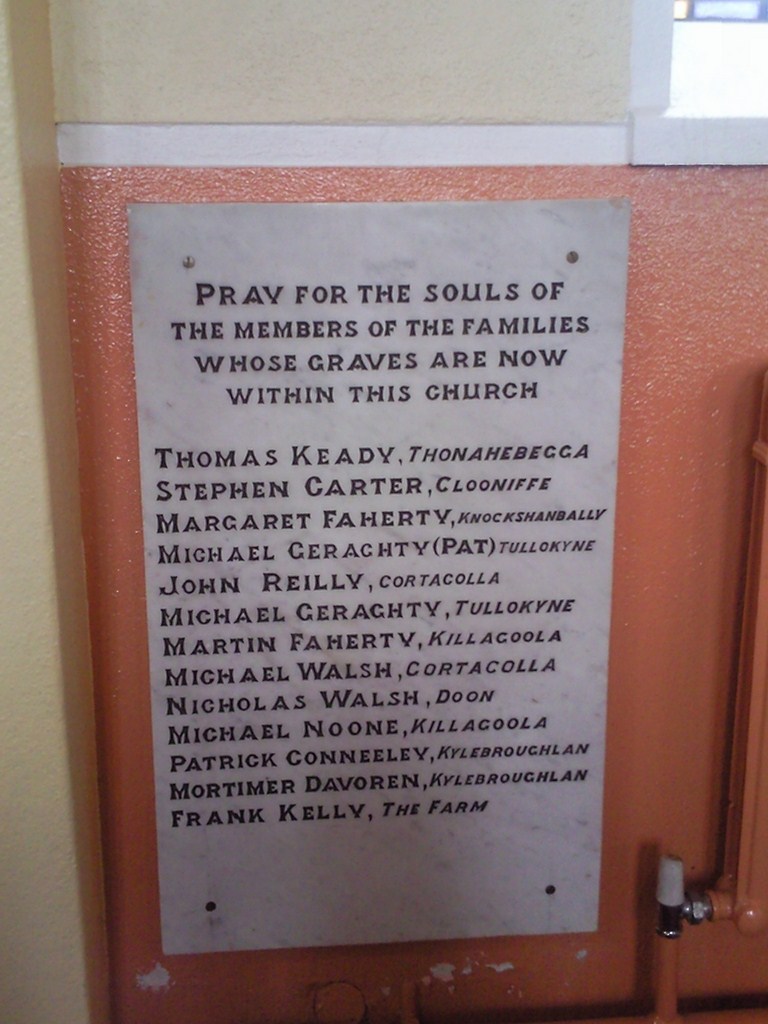 PRAY FOR THE SOULS OF
THE MEMBERS OF THE FAMILIES
WHOSE GRAVES ARE NOW
WITHIN THIS CHURCH
THOMAS KEADY, THONAHEBEGGA
STEPHEN CARTER, CLOONIFFE
MARGARET FAHERTY, KNOCKSHANBALLY
MICHAEL GERAGHTY (PAT) TULLOKYNE
JOHN REILLY, CORTACOLLA
MICHAEL GERAGHTY, TULLOKYNE
MARTIN FAHERTY, KILLAGOOLA
MICHAEL WALSH, GORTACOLLA
NICHOLAS WALSH, DOON
MICHAEL NOONE, KILLAGOOLA
PATRICK CONNEELEY, KYLEBROUGHLAN
MORTIMER DAVOREN, KYLEBROUGHLAN
FRANK KELLY, THE FARM